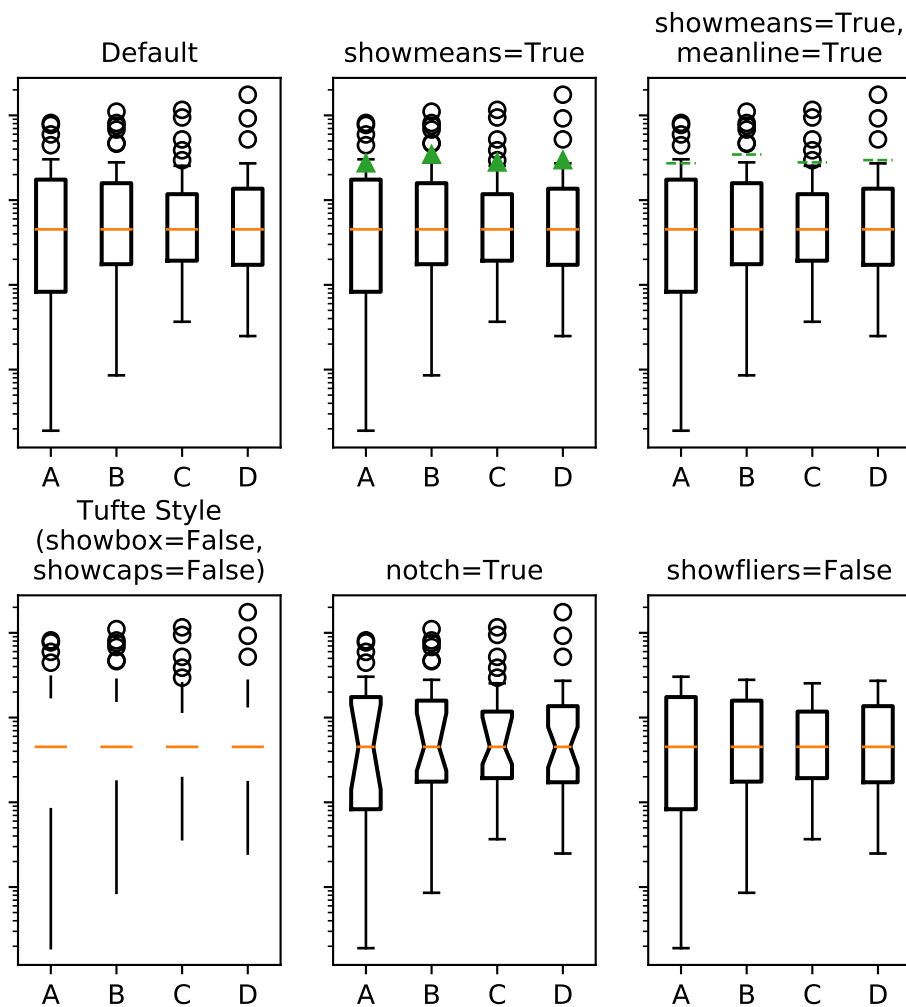 Default
showmeans=True
showmeans=True,
meanline=True
A B C D
A B C D
A B C D
Tufte Style
(showbox=False,
showcaps=False)
notch=True
showfliers=False
A B C D
A B C D
A B C D